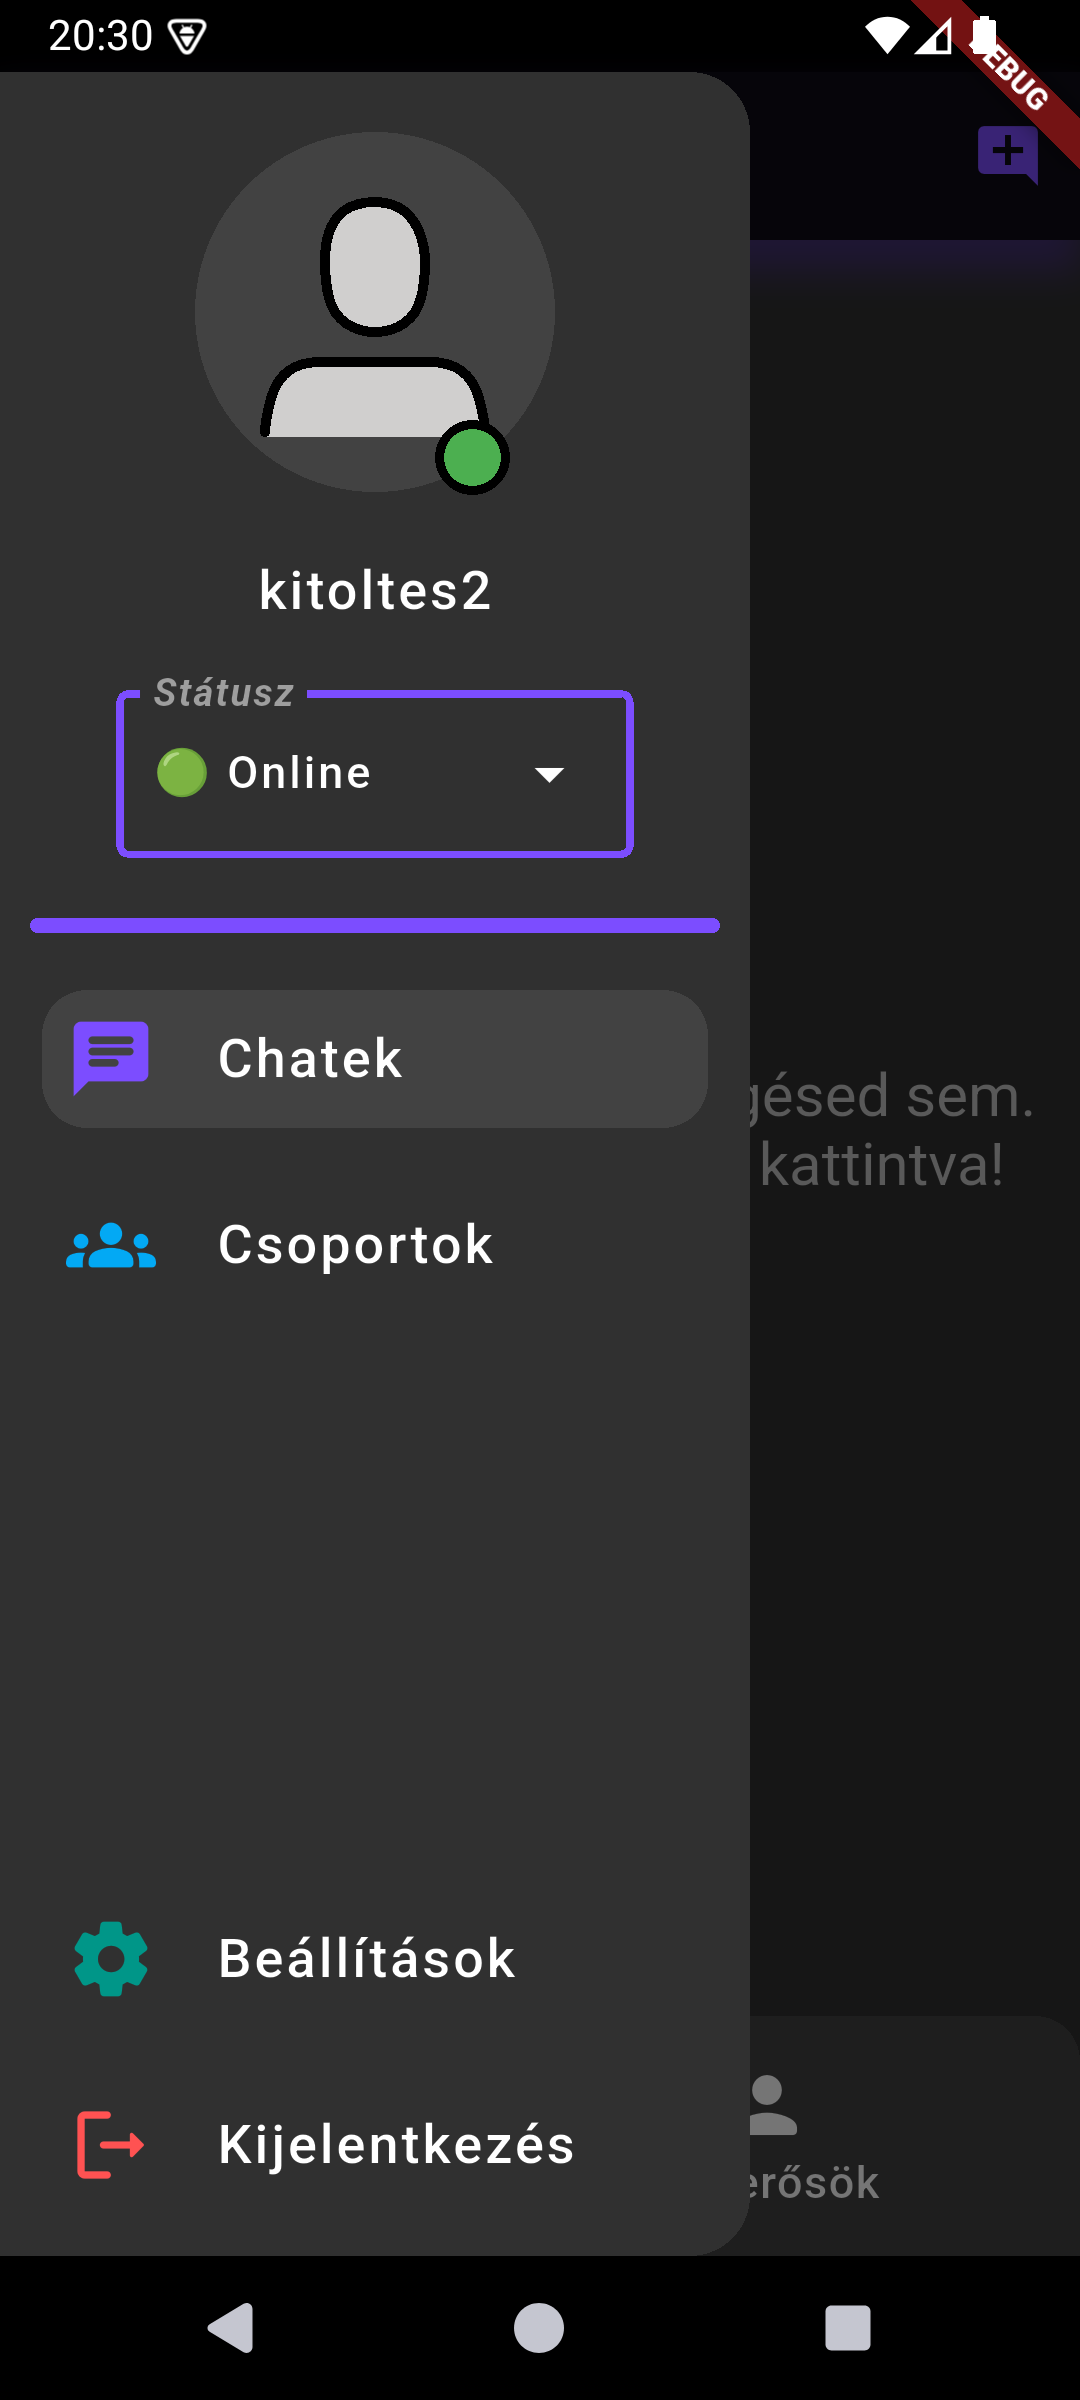 20:30
EBUG
kitoltes2
Státusz
Online
Chatek
gésed sem.
kattintva!
Csoportok
Beállítások
Kijelentkezés
erősök